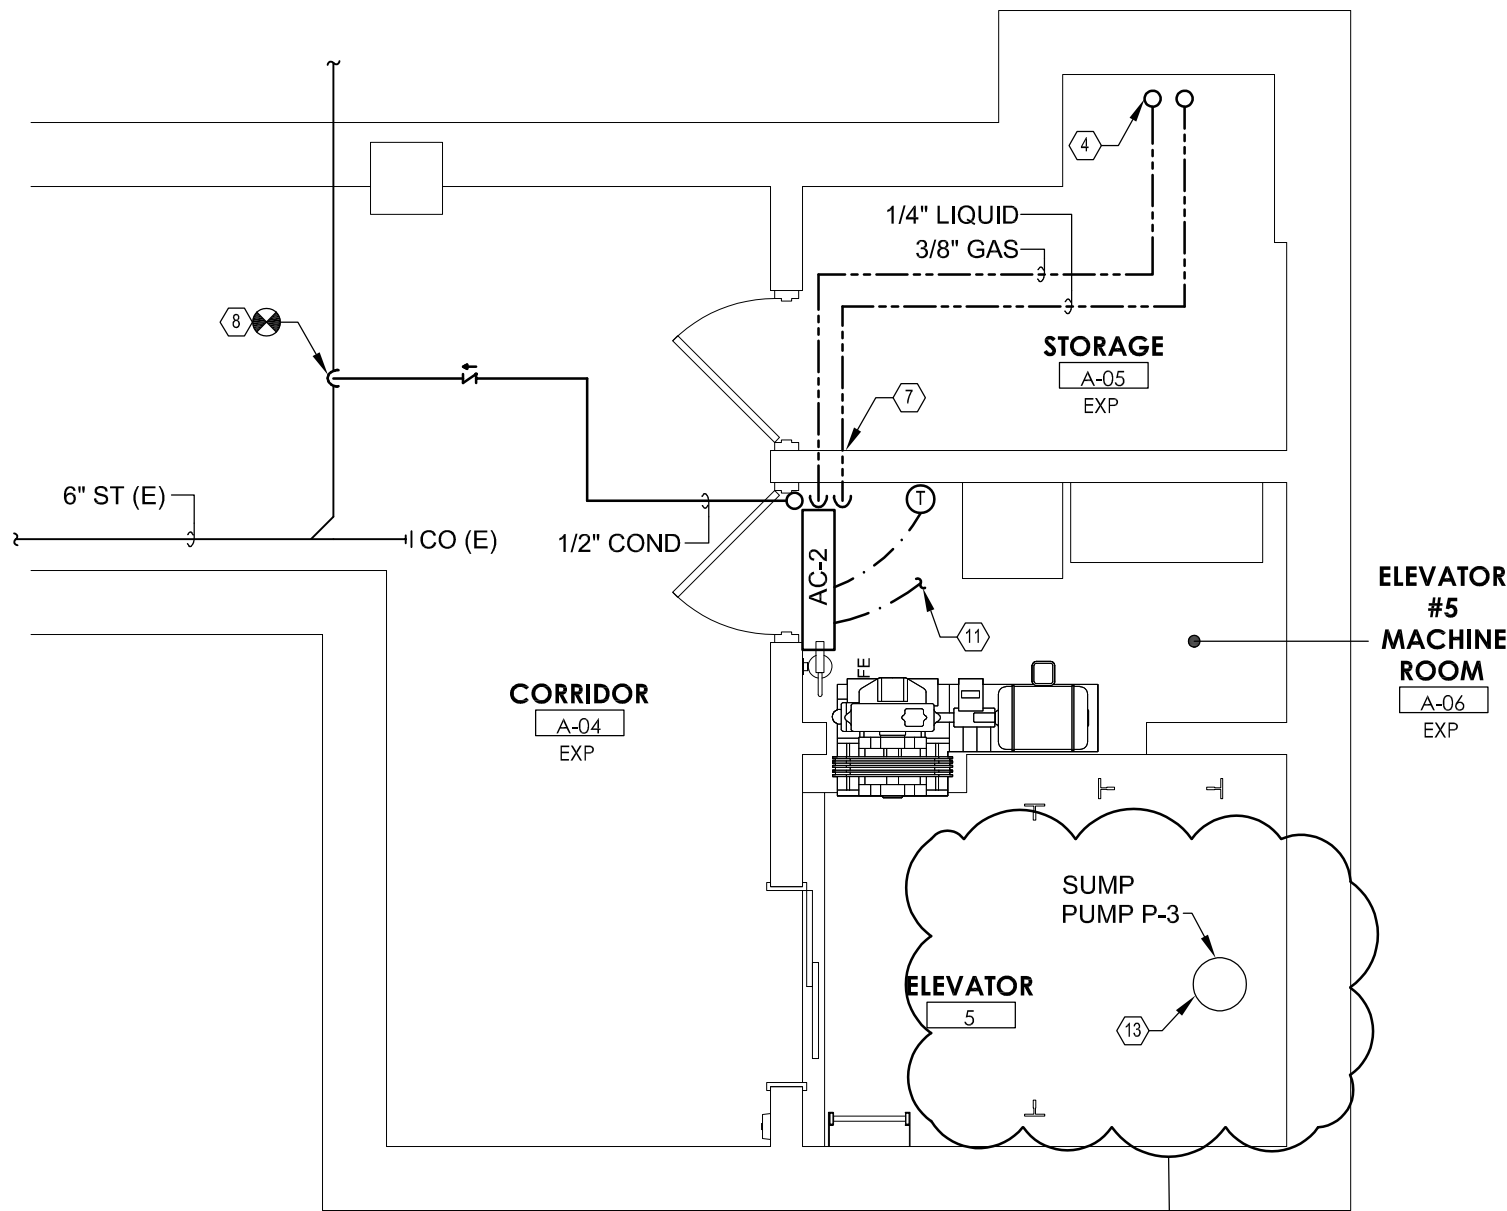 4
1/4" LIQUID
3/8" GAS
8
STORAGE
A-05
EXP
7
6" ST (E)
CO (E)
1/2" COND
T
AC-2
11
FE
ELEVATOR
#5
MACHINE
ROOM
A-06
EXP
CORRIDOR
A-04
EXP
SUMP
PUMP P-3
ELEVATOR
5
13